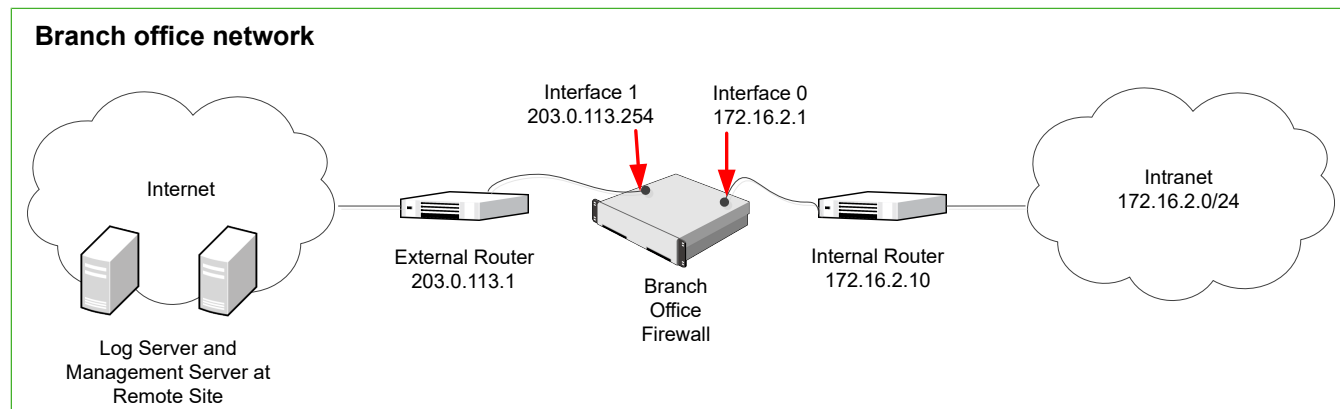 Branch office network
Interface 1
203.0.113.254
Interface 0
172.16.2.1
Internet
Intranet
172.16.2.0/24
External Router
203.0.113.1
Branch
Office
Firewall
Internal Router
172.16.2.10
Log Server and
Management Server at
Remote Site